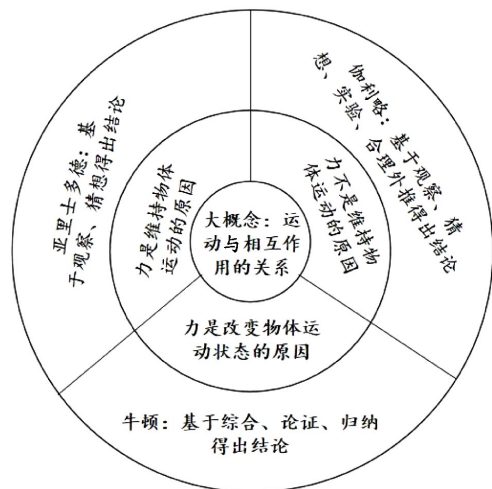 亚里士多德：基
于观察、猜想得出结论
伽利略：基于观察、猜
想、实验、合理外推得出结论
力是维持物体
运动的原因
力不是维持物
体运动的原因
大概念：运
动与相互作
用的关系
力是改变物体运
动状态的原因
牛顿：基于综合、论证、归纳
得出结论